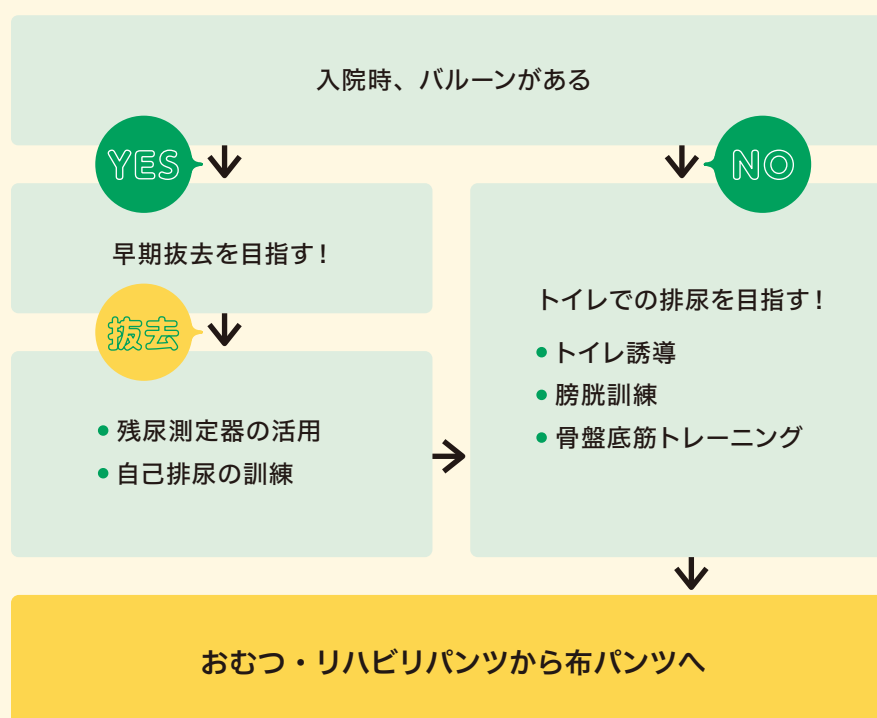 入院時、バルーンがある
YES
NO
早期抜去を目指す！
抜去
• 残尿測定器の活用
• 自己排尿の訓練
トイレでの排尿を目指す！
• トイレ誘導
• 膀胱訓練
• 骨盤底筋トレーニング
おむつ・リハビリパンツから布パンツへ